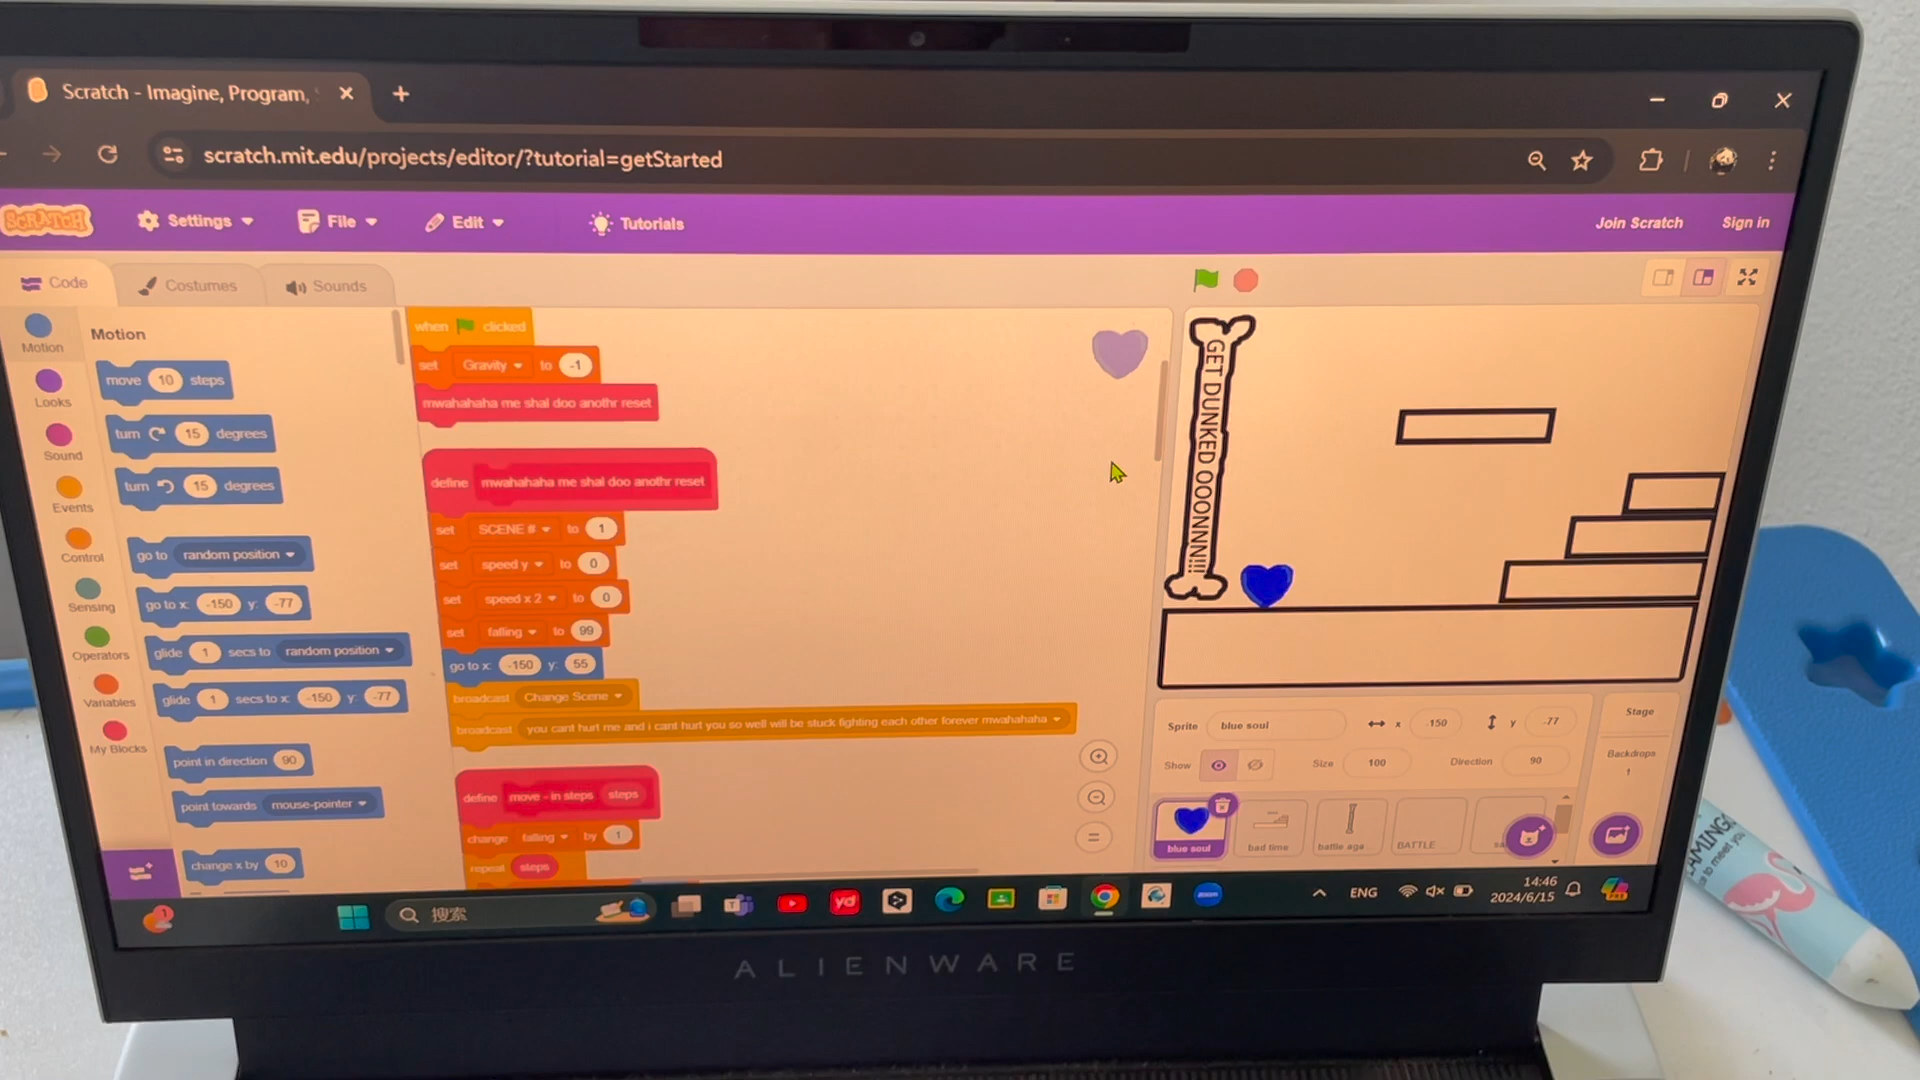 Scratch - Imagine, Program,
scratch.mit.edu/projects/editor/?tutorial=getStarted
SCRATCH
Settings
File
Edit
Tutorials
Join Scratch
Sign in
Code
Costumes
Sounds
Motion
Looks
Sound
Events
Control
Sensing
Operators
Variables
My Blocks
Motion
move 10 steps
turn 15 degrees
turn 15 degrees
go to random position
go to x: -150 y: -77
glide 1 secs to random position
glide 1 secs to x: -150 y: -77
point in direction 90
point towards mouse-pointer
change x by 10
when clicked
set Gravity to -1
mwahahaha me shal doo anothr reset
define mwahahaha me shal doo anothr reset
set SCENE # to 1
set speed y to 0
set speed x 2 to 0
set falling to 99
go to x: -150 y: 55
broadcast Change Scene
broadcast you cant hurt me and i cant hurt you so well will be stuck fighting each other forever mwahahaha
define move - in steps steps
change falling by 1
repeat steps
GET DUNKED OOONNN!!!
Sprite blue soul x -150 y -77
Show Size 100 Direction 90
blue soul
bad time
battle age
BATTLE
Stage
Backdrops
1
搜索
yd
zoom
ENG
14:46
2024/6/15
ALIENWARE
AMINGO
to meet you